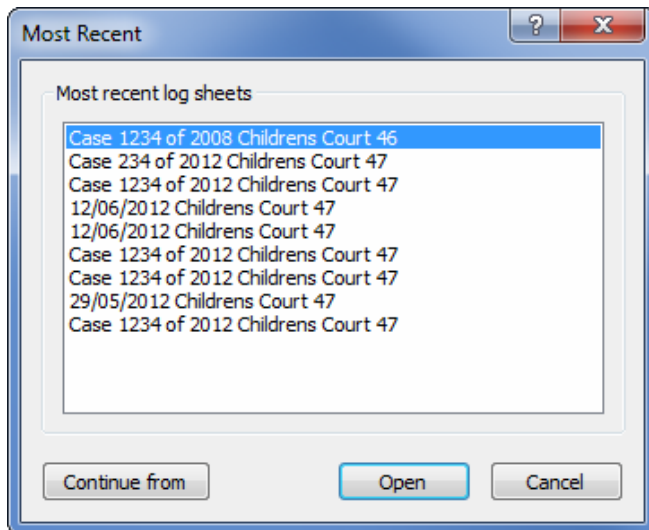 Most Recent
Most recent log sheets
Case 1234 of 2008 Childrens Court 46
Case 234 of 2012 Childrens Court 47
Case 1234 of 2012 Childrens Court 47
12/06/2012 Childrens Court 47
12/06/2012 Childrens Court 47
Case 1234 of 2012 Childrens Court 47
Case 1234 of 2012 Childrens Court 47
29/05/2012 Childrens Court 47
Case 1234 of 2012 Childrens Court 47
Continue from Open Cancel